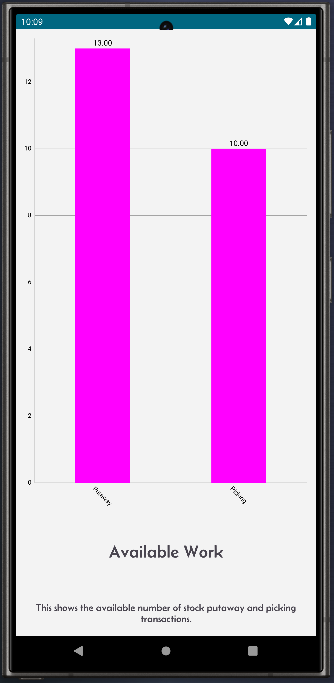 10:09
13.00
12
10.00
10
8
6
4
2
0
Putaway
Picking
Available Work
This shows the available number of stock putaway and picking
transactions.